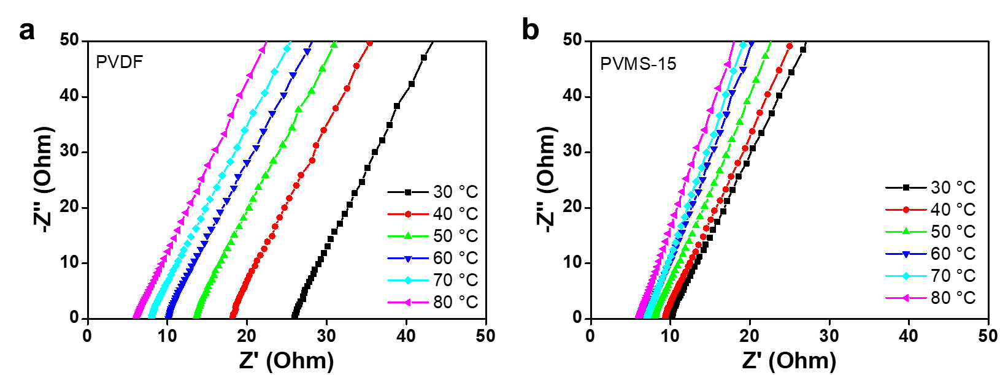 a
PVDF
-Z'' (Ohm)
50
40
30
20
10
0
0 10 20 30 40 50
Z' (Ohm)
30 °C
40 °C
50 °C
60 °C
70 °C
80 °C
b
PVMS-15
-Z'' (Ohm)
50
40
30
20
10
0
0 10 20 30 40 50
Z' (Ohm)
30 °C
40 °C
50 °C
60 °C
70 °C
80 °C